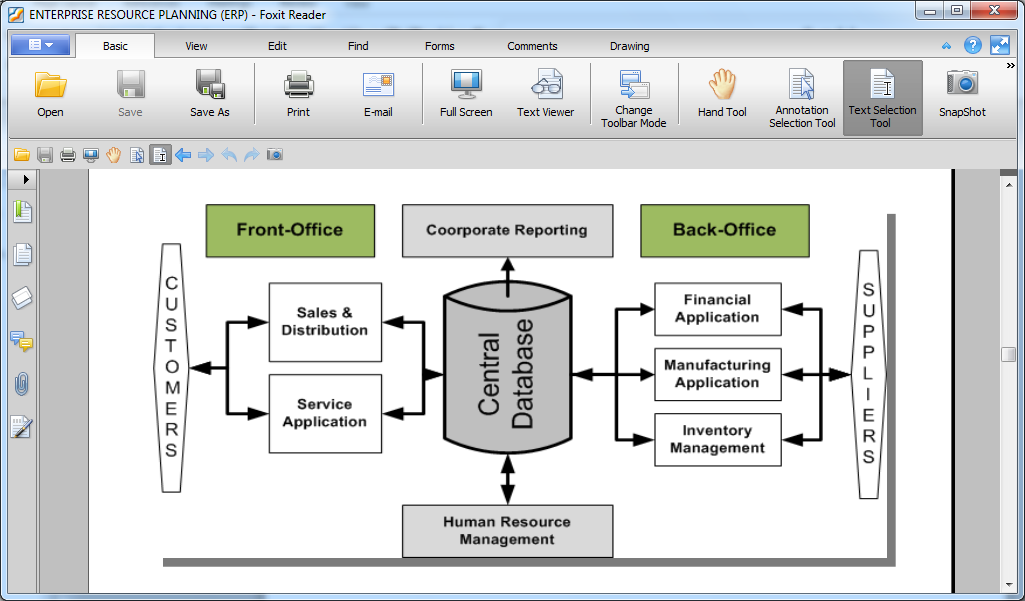 ENTERPRISE RESOURCE PLANNING (ERP) - Foxit Reader
Basic View Edit Find Forms Comments Drawing
Open Save Save As Print E-mail Full Screen Text Viewer
Change
Toolbar Mode
Hand Tool
Annotation
Selection Tool
Text Selection
Tool
SnapShot
Front-Office
Coorporate Reporting
Back-Office
CUSTOMERS
Sales &
Distribution
Service
Application
Central
Database
Financial
Application
Manufacturing
Application
Inventory
Management
SUPPLIERS
Human Resource
Management